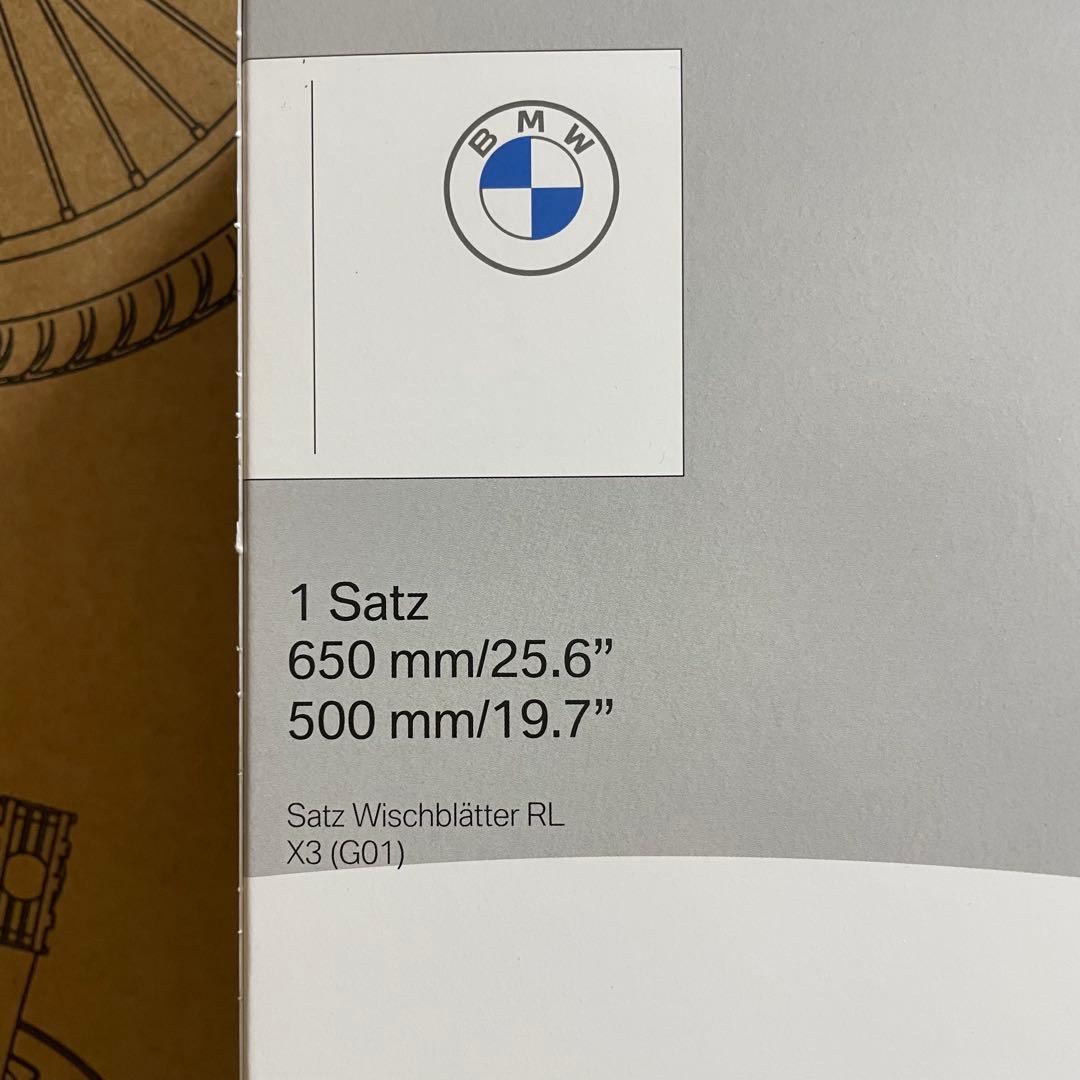 BMW
1 Satz
650 mm/25.6”
500 mm/19.7”
Satz Wischblätter RL
X3 (G01)